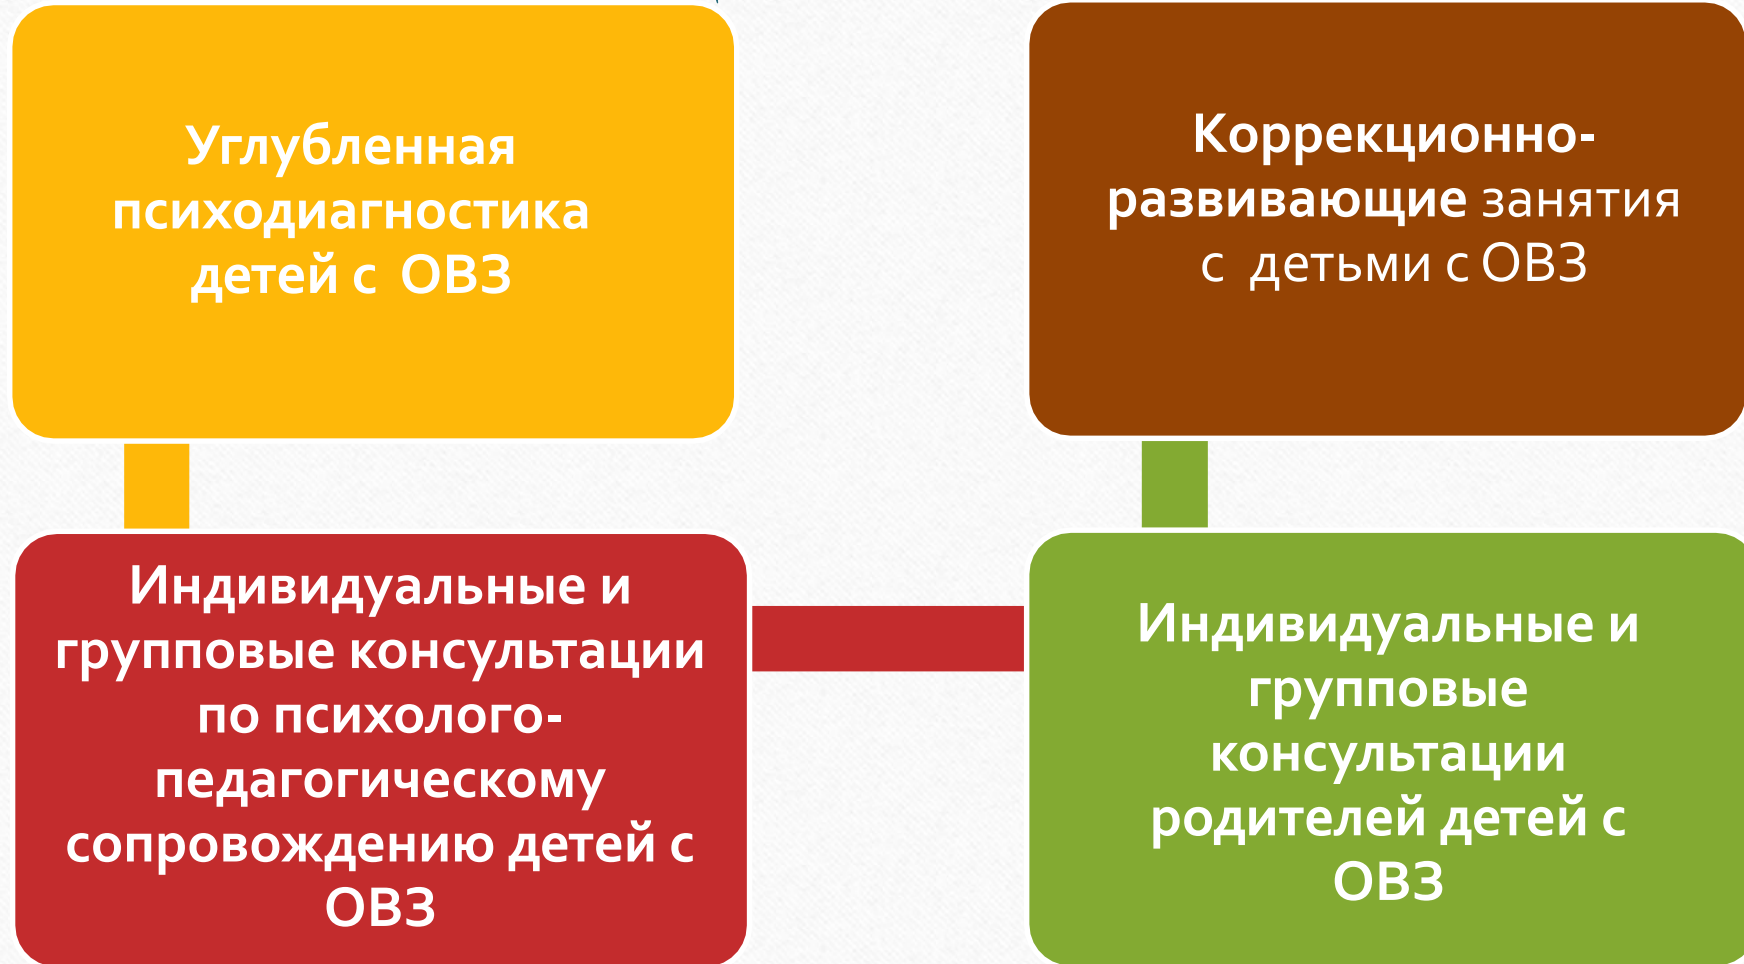 Углубленная
психодиагностика
детей с ОВЗ
Коррекционно-
развивающие занятия
с детьми с ОВЗ
Индивидуальные и
групповые консультации
по психолого-
педагогическому
сопровождению детей с
ОВЗ
Индивидуальные и
групповые
консультации
родителей детей с
ОВЗ